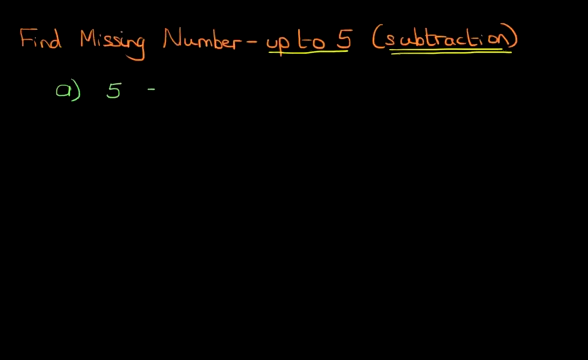 Find Missing Number - up to 5 (subtraction)
a) 5 -